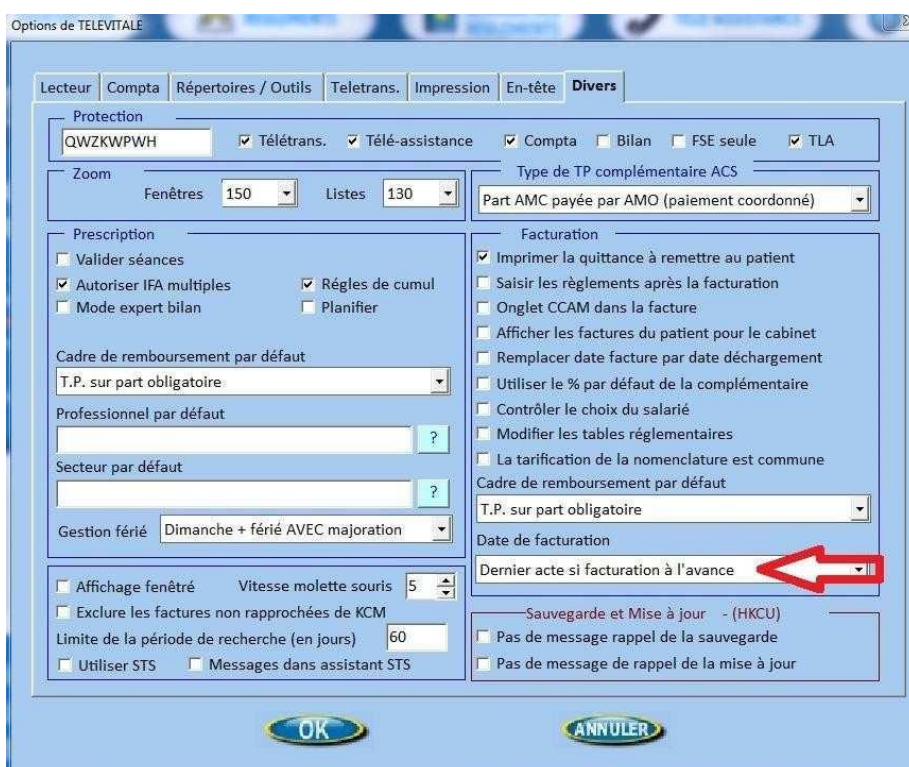 Options de TELEVITALE
REGLEMENTS
TELE ASSISTANCE
Lecteur Compta Répertoires / Outils Teletrans. Impression En-tête Divers
Protection
QWZKWPWH Télétrans. Télé-assistance Compta Bilan FSE seule TLA
Zoom
Fenêtres 150 Listes 130
Type de TP complémentaire ACS
Part AMC payée par AMO (paiement coordonné)
Prescription
Valider séances
Autoriser IFA multiples Régles de cumul
Mode expert bilan Planifier
Cadre de remboursement par défaut
T.P. sur part obligatoire
Professionnel par défaut
?
Secteur par défaut
?
Gestion férié Dimanche + férié AVEC majoration
Facturation
Imprimer la quittance à remettre au patient
Saisir les règlements après la facturation
Onglet CCAM dans la facture
Afficher les factures du patient pour le cabinet
Remplacer date facture par date déchargement
Utiliser le % par défaut de la complémentaire
Contrôler le choix du salarié
Modifier les tables réglementaires
La tarification de la nomenclature est commune
Cadre de remboursement par défaut
T.P. sur part obligatoire
Date de facturation
Dernier acte si facturation à l'avance
Affichage fenêtré Vitesse molette souris 5
Exclure les factures non rapprochées de KCM
Limite de la période de recherche (en jours) 60
Utiliser STS Messages dans assistant STS
Sauvegarde et Mise à jour - (HKCU)
Pas de message rappel de la sauvegarde
Pas de message de rappel de la mise à jour
OK ANNULER